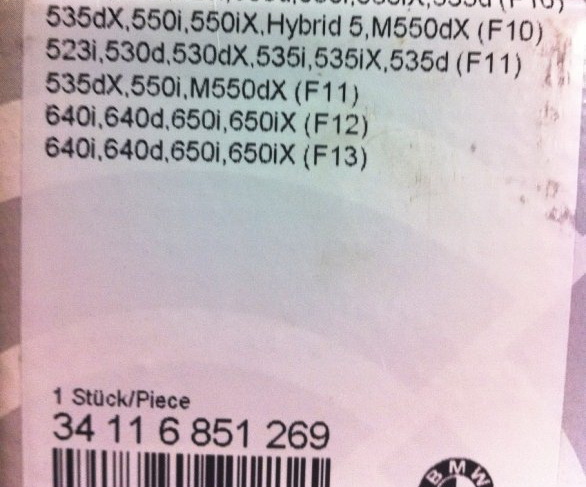 535dX,550i,550iX,Hybrid 5,M550dX (F10)
523i,530d,530dX,535i,535iX,535d (F11)
535dX,550i,M550dX (F11)
640i,640d,650i,650iX (F12)
640i,640d,650i,650iX (F13)
1 Stück/Piece
34 11 6 851 269
BMW